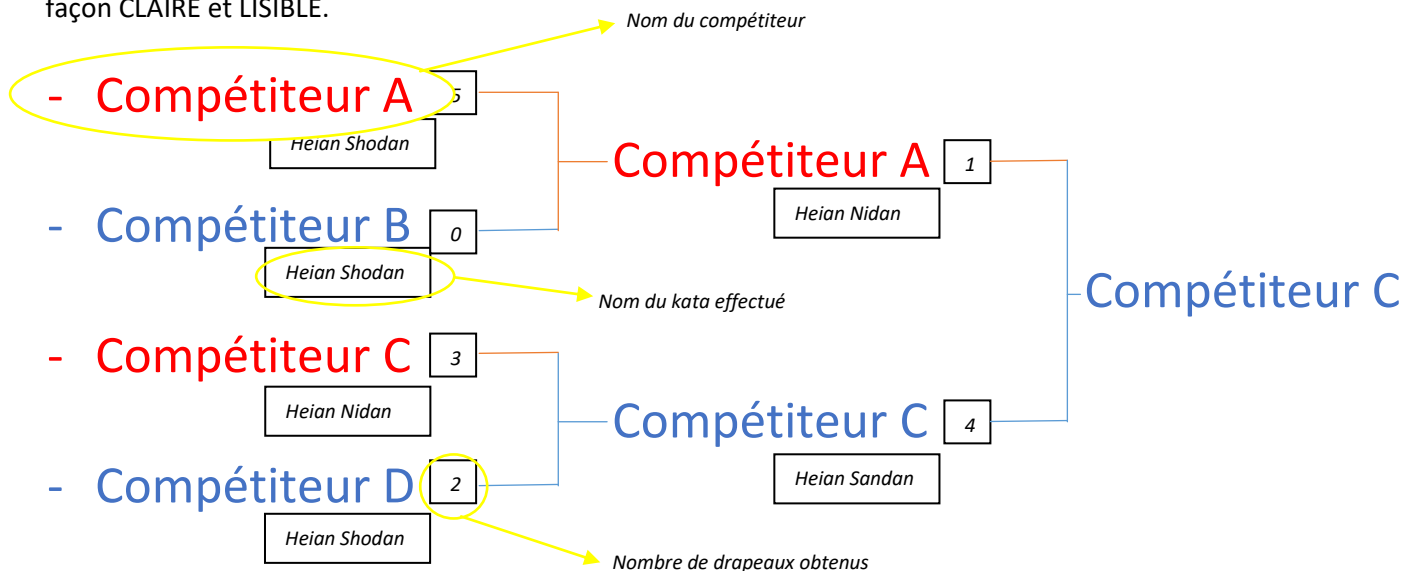 façon CLAIRE et LISIBLE.
Nom du compétiteur
- Compétiteur A 5
Heian Shodan
Compétiteur A 1
Heian Nidan
- Compétiteur B 0
Heian Shodan
Nom du kata effectué
Compétiteur C
- Compétiteur C 3
Heian Nidan
Compétiteur C 4
Heian Sandan
- Compétiteur D 2
Heian Shodan
Nombre de drapeaux obtenus